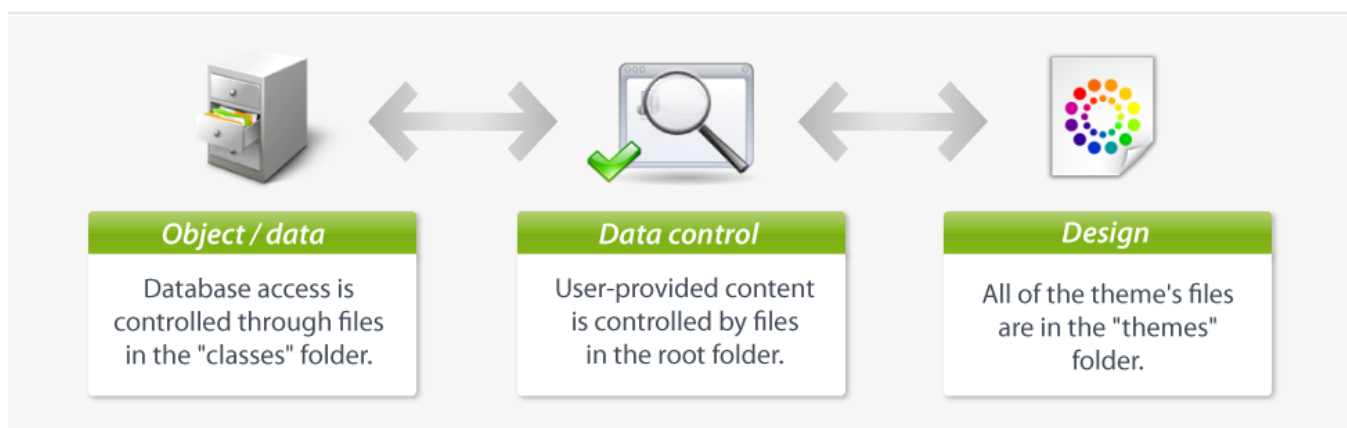 Object / data
Database access is
controlled through files
in the "classes" folder.
Data control
User-provided content
is controlled by files
in the root folder.
Design
All of the theme's files
are in the "themes"
folder.